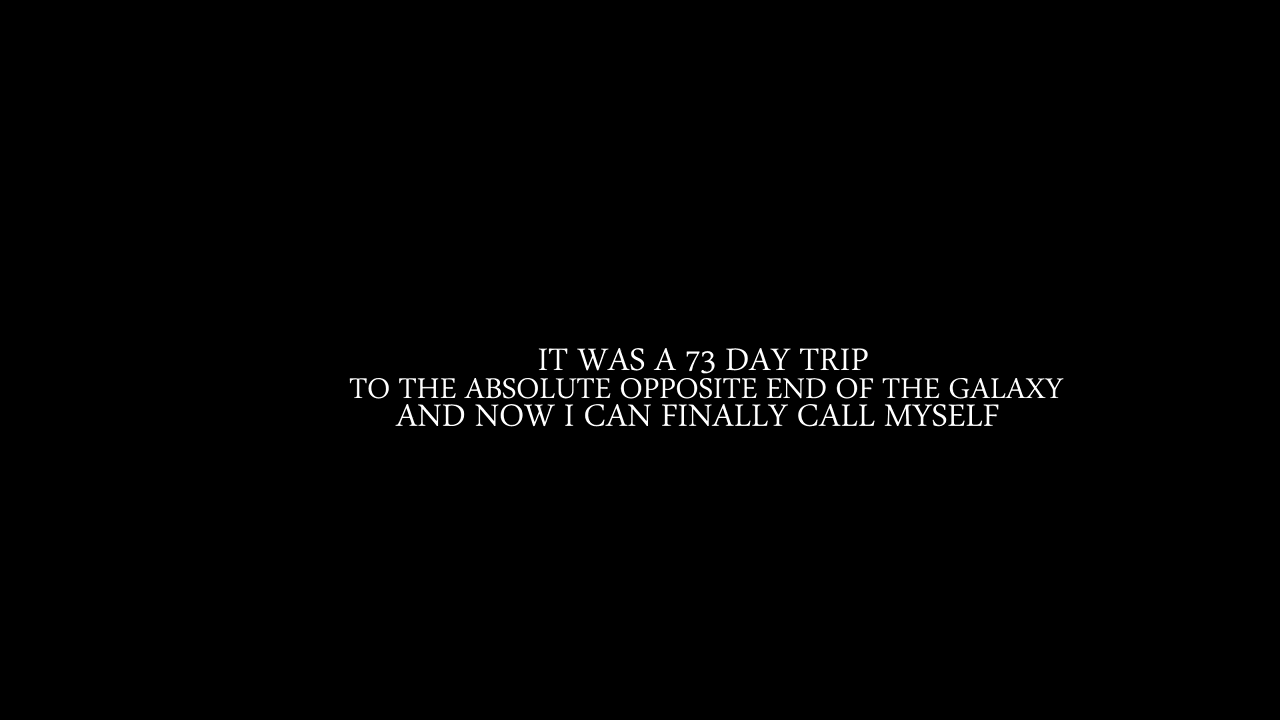 IT WAS A 73 DAY TRIP
TO THE ABSOLUTE OPPOSITE END OF THE GALAXY
AND NOW I CAN FINALLY CALL MYSELF